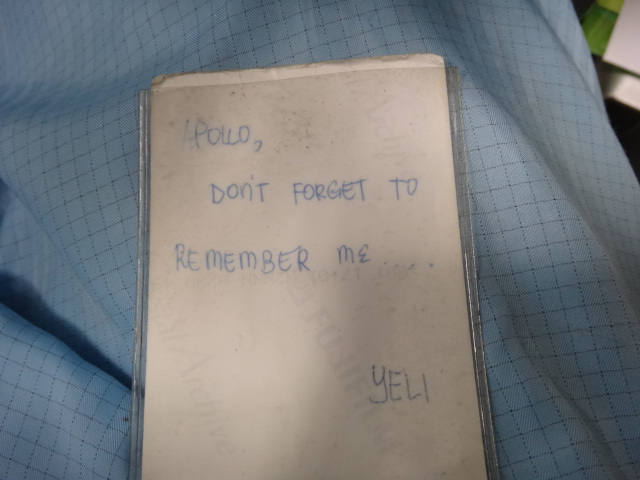 APOLLO,
DON'T FORGET TO
REMEMBER ME...
YELI